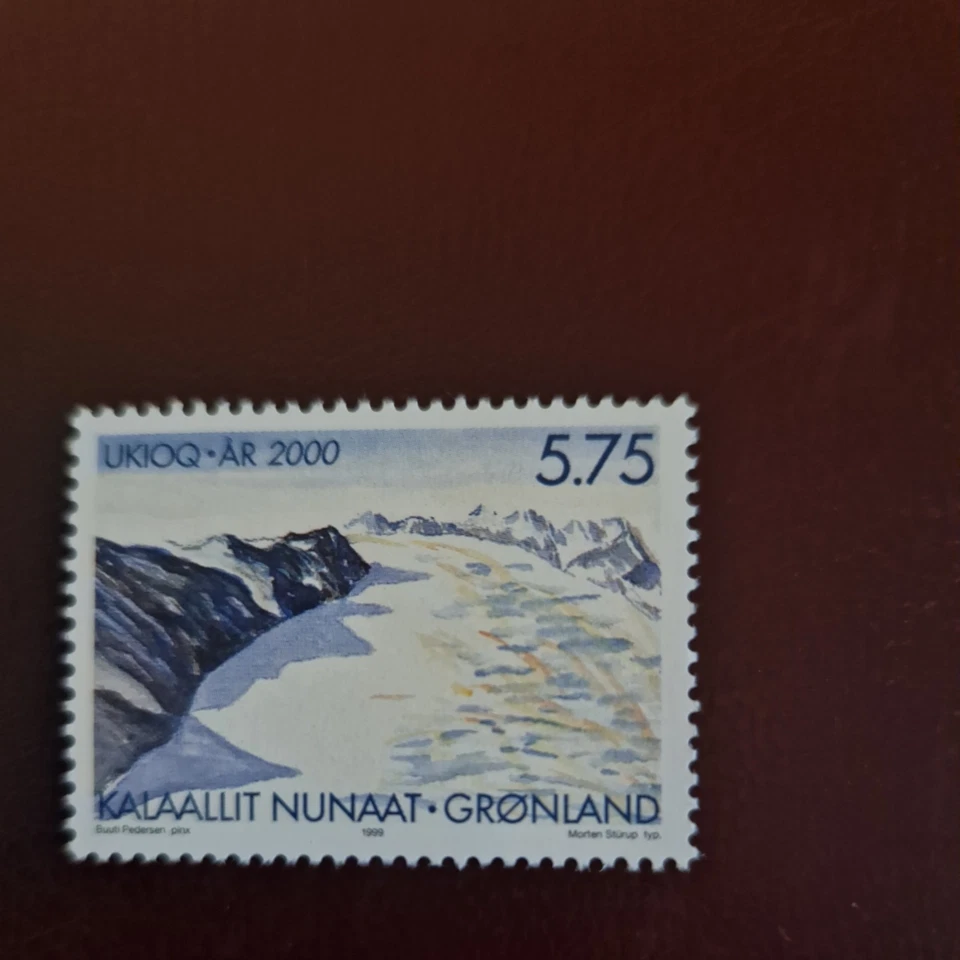 UKIOQ • ÅR 2000
5.75
KALAALLIT NUNAAT • GRØNLAND
Buuti Pedersen pinx
1999
Morten Stürup typ.